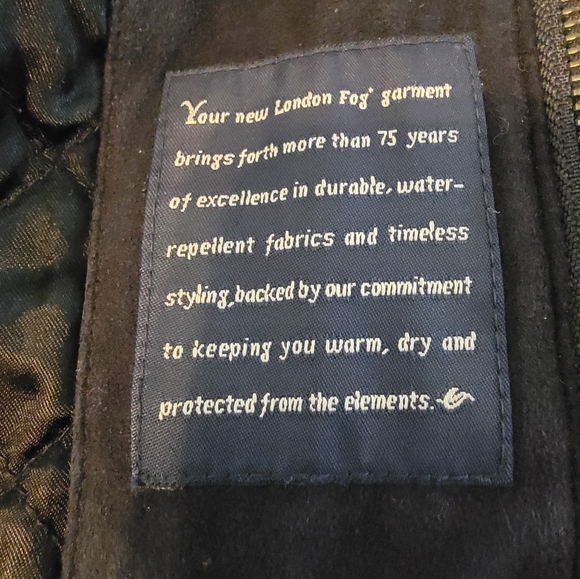 Your new London Fog® garment
brings forth more than 75 years
of excellence in durable, water-
repellent fabrics and timeless
styling, backed by our commitment
to keeping you warm, dry and
protected from the elements.